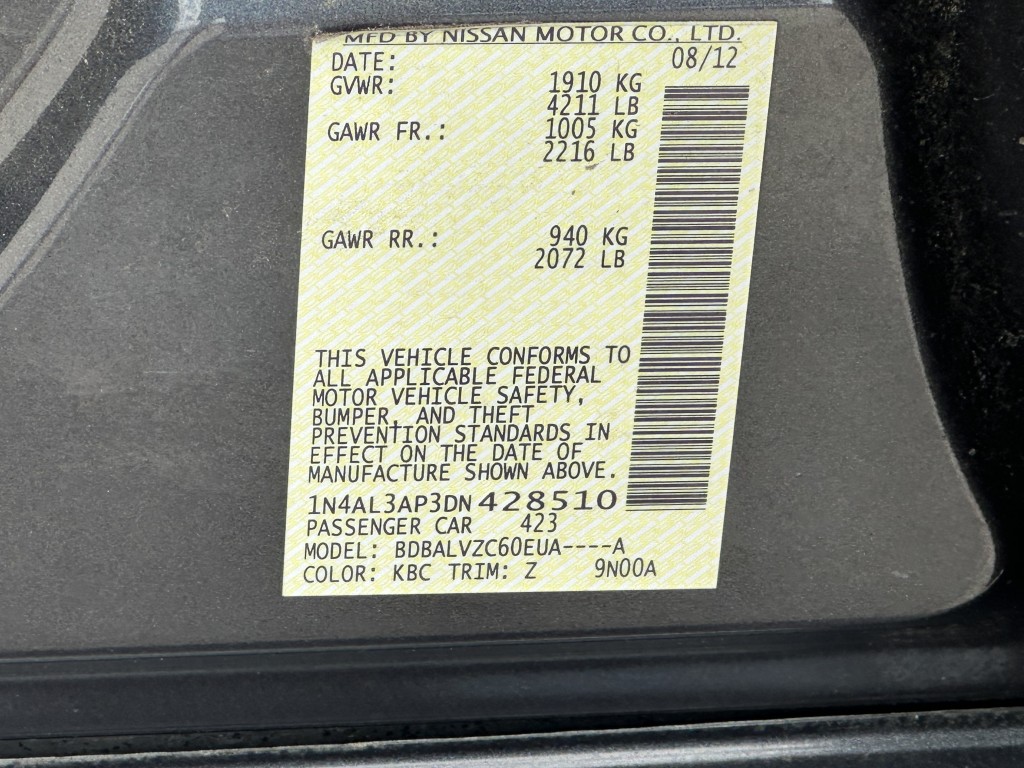 MFD BY NISSAN MOTOR CO., LTD.
DATE: 08/12
GVWR: 1910 KG
4211 LB
GAWR FR.: 1005 KG
2216 LB
GAWR RR.: 940 KG
2072 LB
THIS VEHICLE CONFORMS TO
ALL APPLICABLE FEDERAL
MOTOR VEHICLE SAFETY,
BUMPER, AND THEFT
PREVENTION STANDARDS IN
EFFECT ON THE DATE OF
MANUFACTURE SHOWN ABOVE.
1N4AL3AP3DN428510
PASSENGER CAR 423
MODEL: BDBALVZC60EUA----A
COLOR: KBC TRIM: Z 9N00A